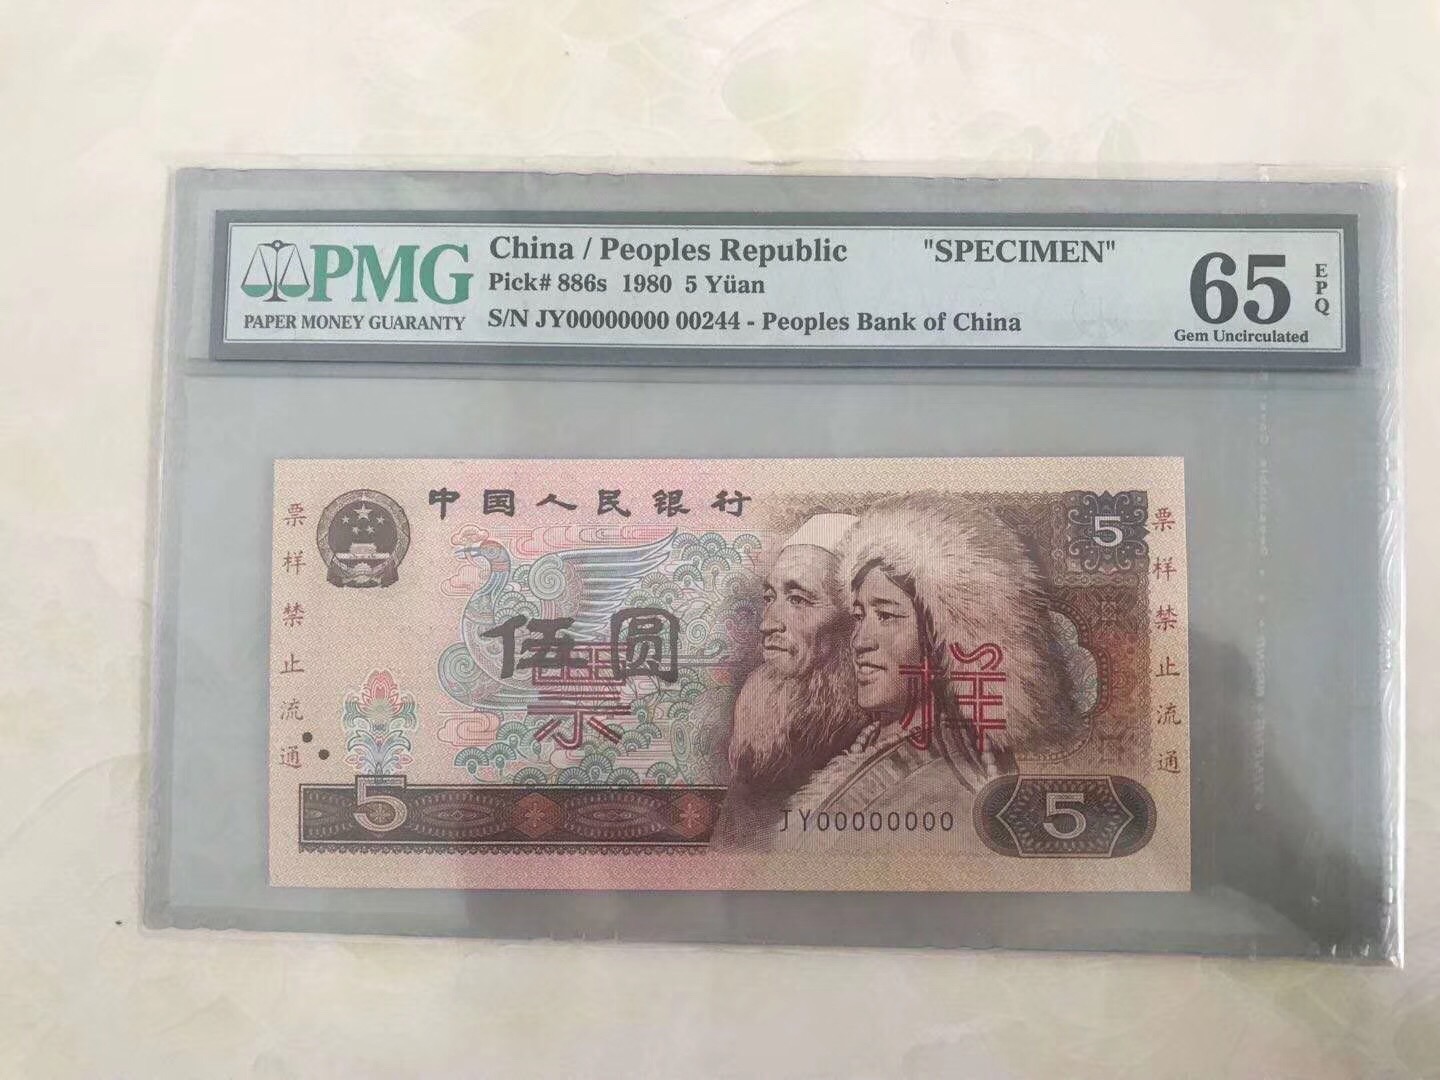 PMG
PAPER MONEY GUARANTY
China / Peoples Republic "SPECIMEN"
Pick# 886s 1980 5 Yüan
S/N JY00000000 00244 - Peoples Bank of China
65
EPQ
Gem Uncirculated
中国人民银行
5
票样禁止流通
伍圆
票样
票样禁止流通
5
JY00000000
5